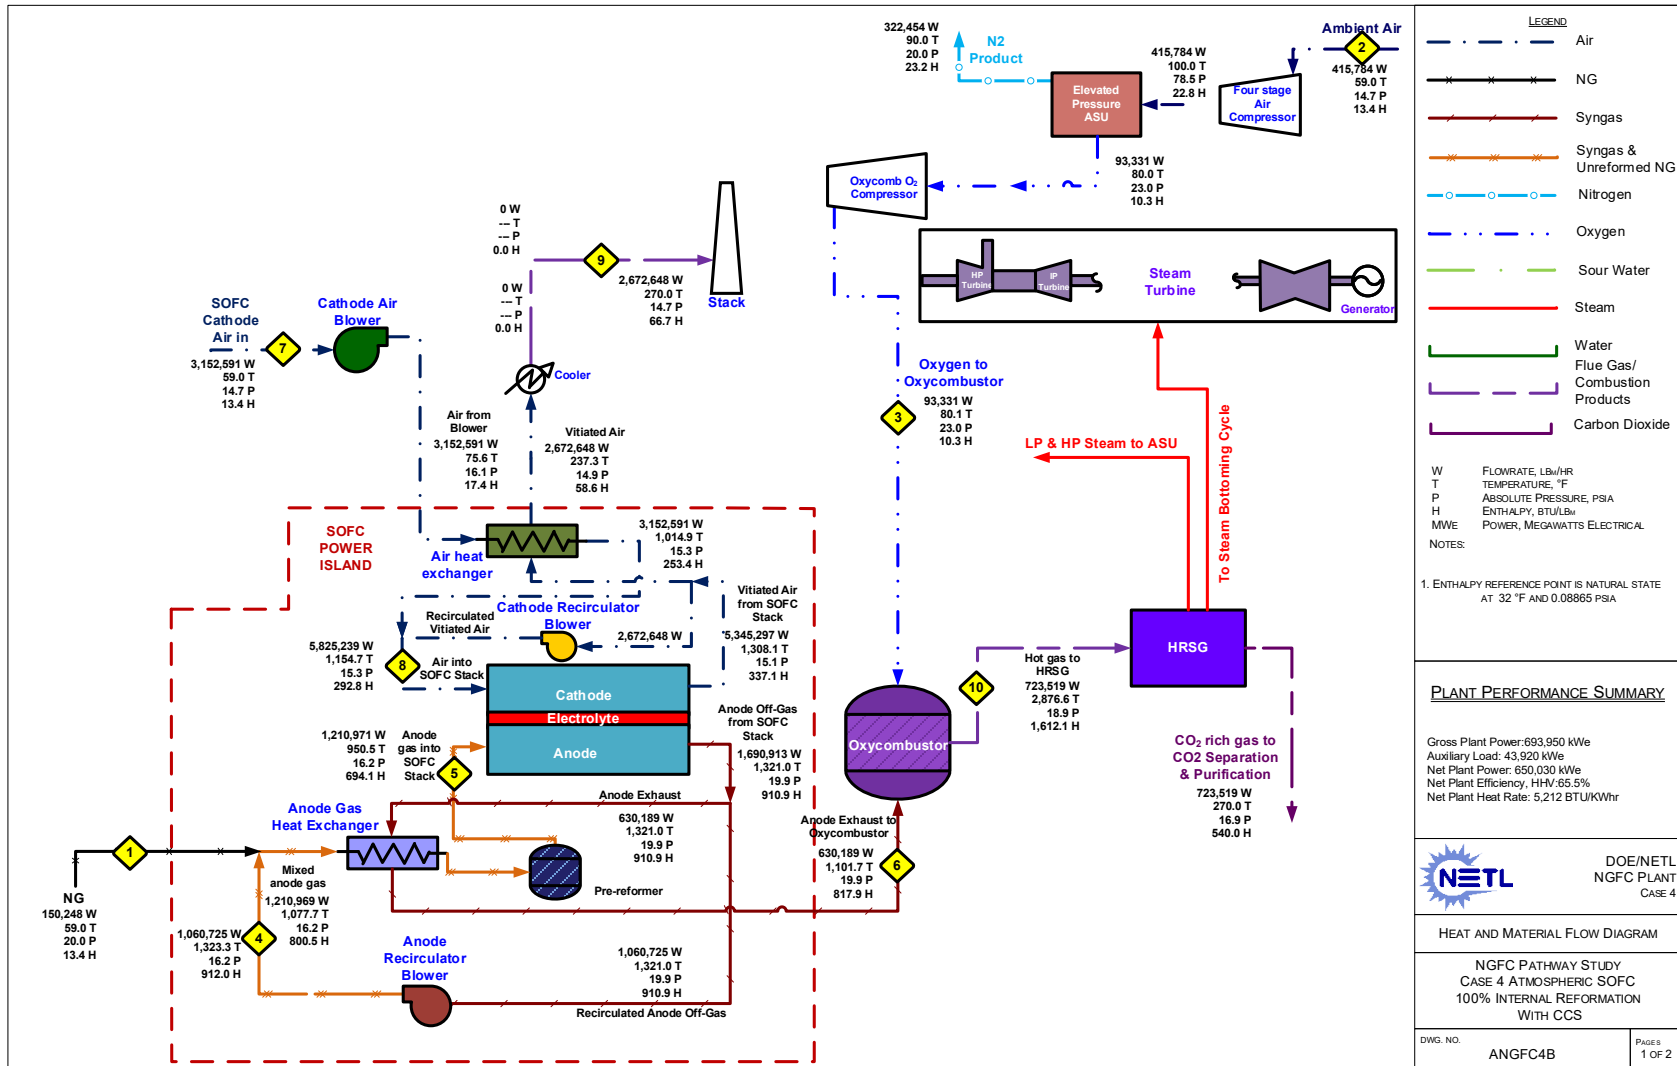 322,454 W
90.0 T
20.0 P
23.2 H
N2
Product
415,784 W
100.0 T
78.5 P
22.8 H
Elevated
Pressure
ASU
Four stage
Air
Compressor
Ambient Air
2
415,784 W
59.0 T
14.7 P
13.4 H
93,331 W
80.0 T
23.0 P
10.3 H
Oxycomb O₂
Compressor
0 W
--- T
--- P
0.0 H
9
2,672,648 W
270.0 T
14.7 P
66.7 H
Stack
0 W
--- T
--- P
0.0 H
Cooler
SOFC
Cathode
Air in
7
3,152,591 W
59.0 T
14.7 P
13.4 H
Cathode Air
Blower
Air from
Blower
3,152,591 W
75.6 T
16.1 P
17.4 H
Vitiated Air
2,672,648 W
237.3 T
14.9 P
58.6 H
HP
Turbine
IP
Turbine
Steam
Turbine
Generator
Oxygen to
Oxycombustor
93,331 W
80.1 T
23.0 P
10.3 H
3
LP & HP Steam to ASU
To Steam Bottoming Cycle
SOFC
POWER
ISLAND
Air heat
exchanger
3,152,591 W
1,014.9 T
15.3 P
253.4 H
Cathode Recirculator
Blower
Recirculated
Vitiated Air
2,672,648 W
Vitiated Air
from SOFC
Stack
5,345,297 W
1,308.1 T
15.1 P
337.1 H
5,825,239 W
1,154.7 T
15.3 P
292.8 H
8
Air into
SOFC Stack
Cathode
Electrolyte
Anode
Anode Off-Gas
from SOFC
Stack
1,690,913 W
1,321.0 T
19.9 P
910.9 H
1,210,971 W
950.5 T
16.2 P
694.1 H
Anode
gas into
SOFC
Stack
5
Anode Exhaust
630,189 W
1,321.0 T
19.9 P
910.9 H
Anode Gas
Heat Exchanger
Pre-reformer
1
NG
150,248 W
59.0 T
20.0 P
13.4 H
Mixed
anode gas
1,210,969 W
1,077.7 T
16.2 P
800.5 H
1,060,725 W
1,323.3 T
16.2 P
912.0 H
4
Anode
Recirculator
Blower
1,060,725 W
1,321.0 T
19.9 P
910.9 H
Recirculated Anode Off-Gas
Anode Exhaust to
Oxycombustor
630,189 W
1,101.7 T
19.9 P
817.9 H
6
Oxycombustor
10
Hot gas to
HRSG
723,519 W
2,876.6 T
18.9 P
1,612.1 H
HRSG
CO₂ rich gas to
CO2 Separation
& Purification
723,519 W
270.0 T
16.9 P
540.0 H
LEGEND
Air
NG
Syngas
Syngas &
Unreformed NG
Nitrogen
Oxygen
Sour Water
Steam
Water
Flue Gas/
Combustion
Products
Carbon Dioxide
W FLOWRATE, LBM/HR
T TEMPERATURE, °F
P ABSOLUTE PRESSURE, PSIA
H ENTHALPY, BTU/LBM
MWE POWER, MEGAWATTS ELECTRICAL
NOTES:
1. ENTHALPY REFERENCE POINT IS NATURAL STATE
AT 32 °F AND 0.08865 PSIA
PLANT PERFORMANCE SUMMARY
Gross Plant Power:693,950 kWe
Auxiliary Load: 43,920 kWe
Net Plant Power: 650,030 kWe
Net Plant Efficiency, HHV:65.5%
Net Plant Heat Rate: 5,212 BTU/KWhr
NETL
DOE/NETL
NGFC PLANT
CASE 4
HEAT AND MATERIAL FLOW DIAGRAM
NGFC PATHWAY STUDY
CASE 4 ATMOSPHERIC SOFC
100% INTERNAL REFORMATION
WITH CCS
DWG. NO.
ANGFC4B
PAGES
1 OF 2